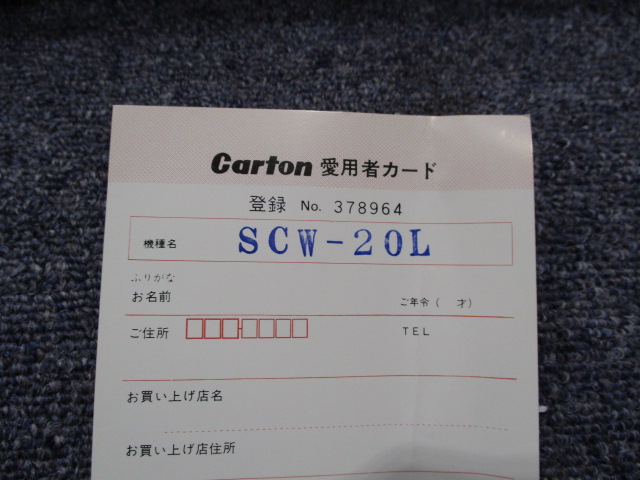 Carton 愛用者カード
登録 No. 378964
機種名 SCW-20L
ふりがな
お名前 ご年令( 才)
ご住所 TEL
お買い上げ店名
お買い上げ店住所